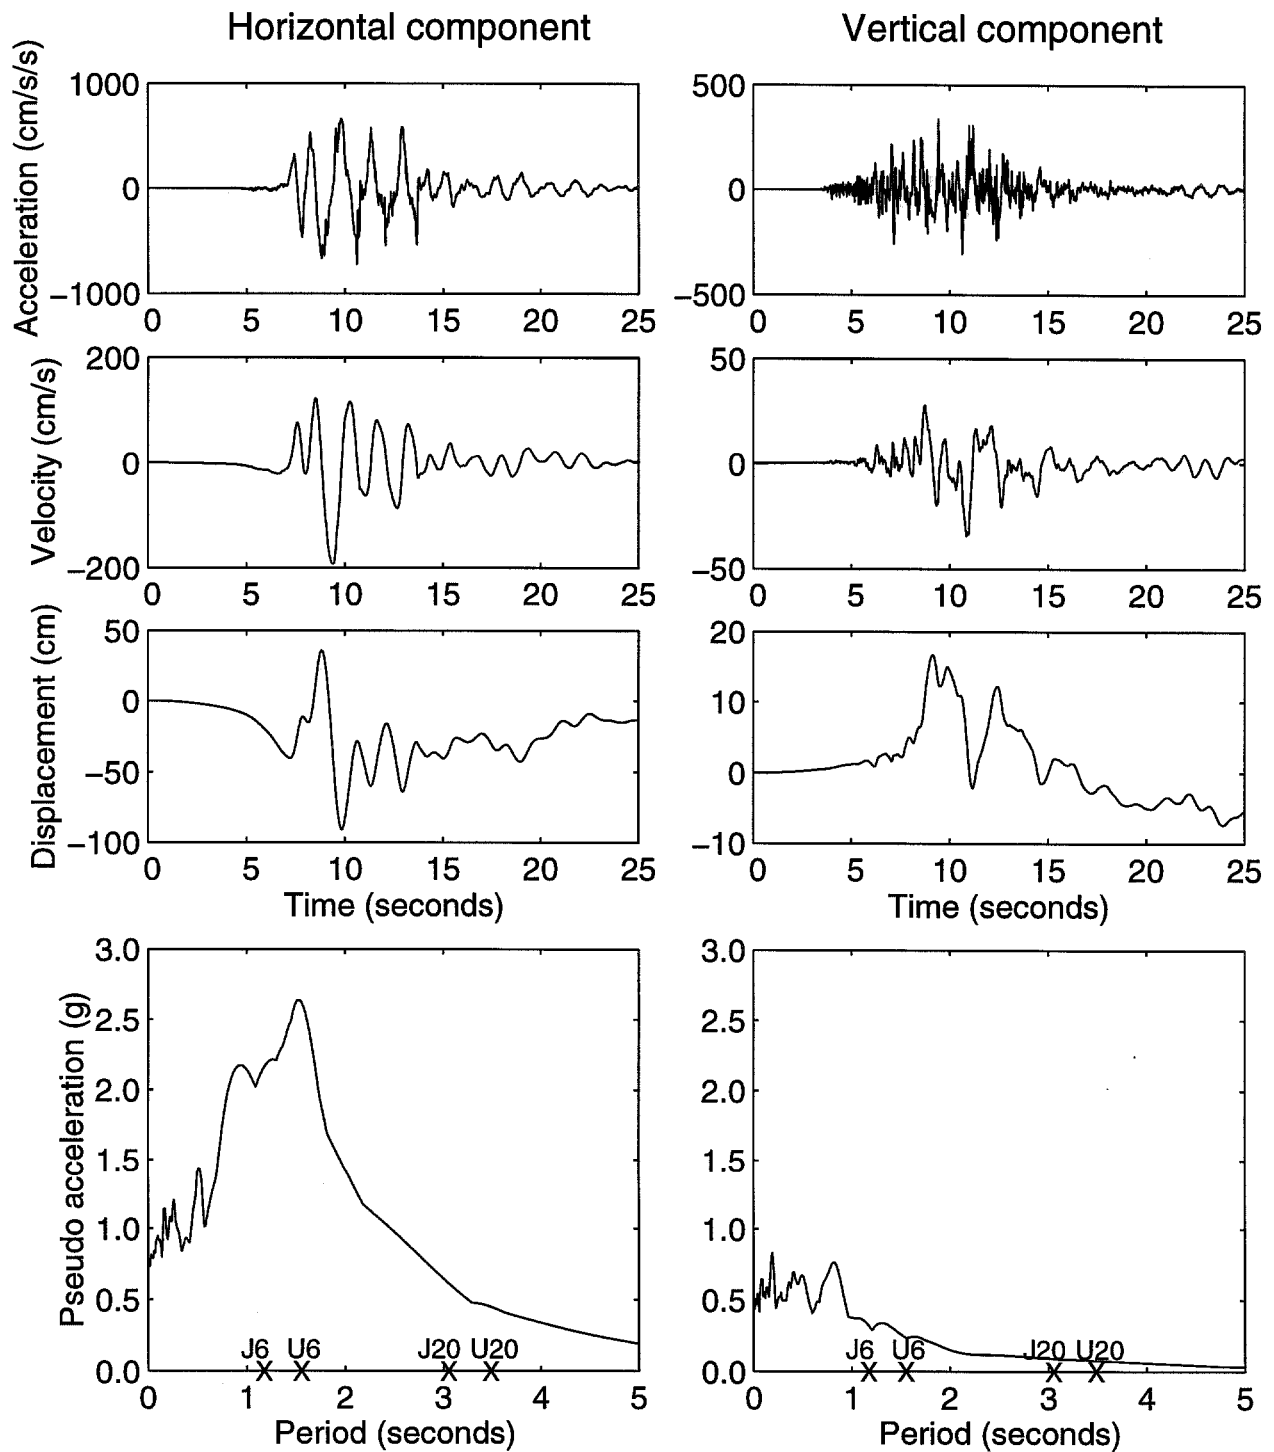 Horizontal component
Vertical component
Acceleration (cm/s/s)
1000
0
−1000
0 5 10 15 20 25
500
0
−500
0 5 10 15 20 25
Velocity (cm/s)
200
0
−200
0 5 10 15 20 25
50
0
−50
0 5 10 15 20 25
Displacement (cm)
50
0
−50
−100
0 5 10 15 20 25
Time (seconds)
20
10
0
−10
0 5 10 15 20 25
Time (seconds)
Pseudo acceleration (g)
3.0
2.5
2.0
1.5
1.0
0.5
0.0
J6 U6 J20 U20
0 1 2 3 4 5
Period (seconds)
3.0
2.5
2.0
1.5
1.0
0.5
0.0
J6 U6 J20 U20
0 1 2 3 4 5
Period (seconds)